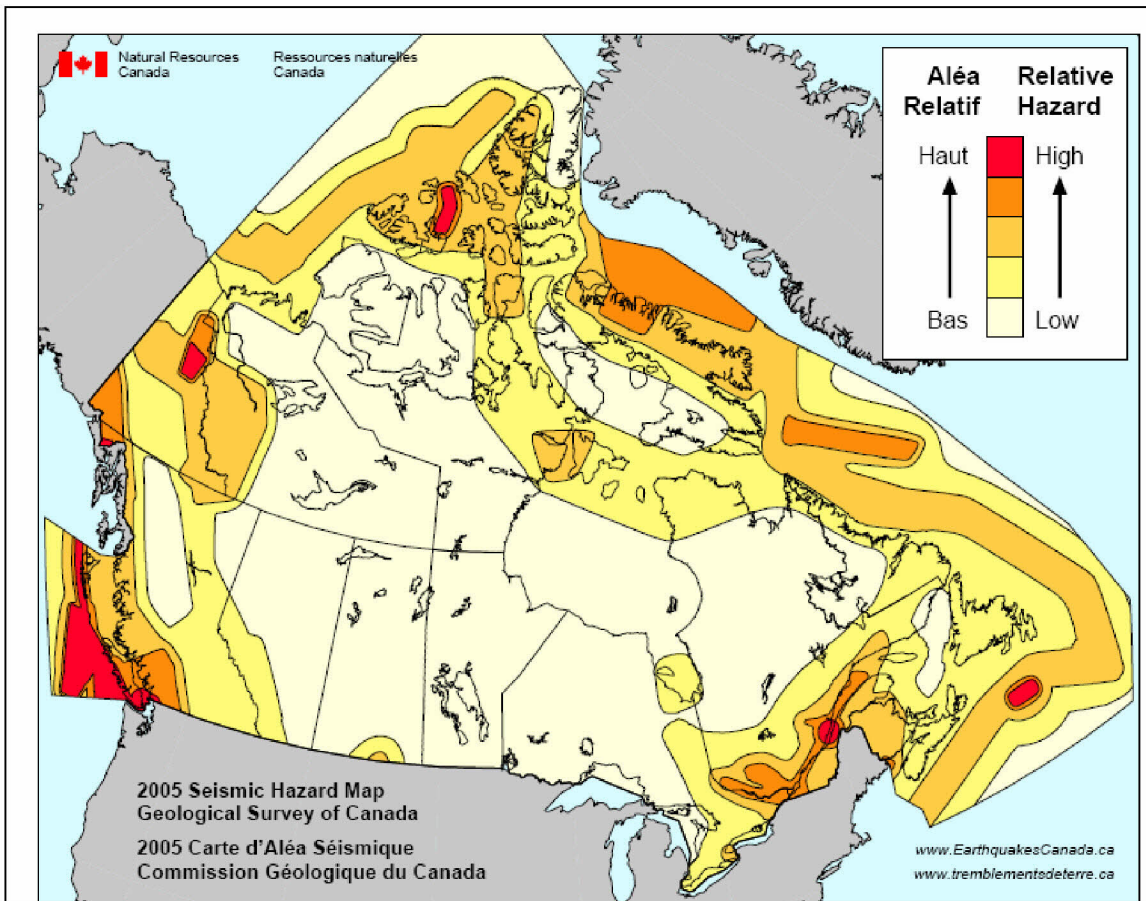 Natural Resources
Canada
Ressources naturelles
Canada
Aléa
Relatif
Relative
Hazard
Haut
High
Bas
Low
2005 Seismic Hazard Map
Geological Survey of Canada
2005 Carte d'Aléa Séismique
Commission Géologique du Canada
www.EarthquakesCanada.ca
www.tremblementsdeterre.ca